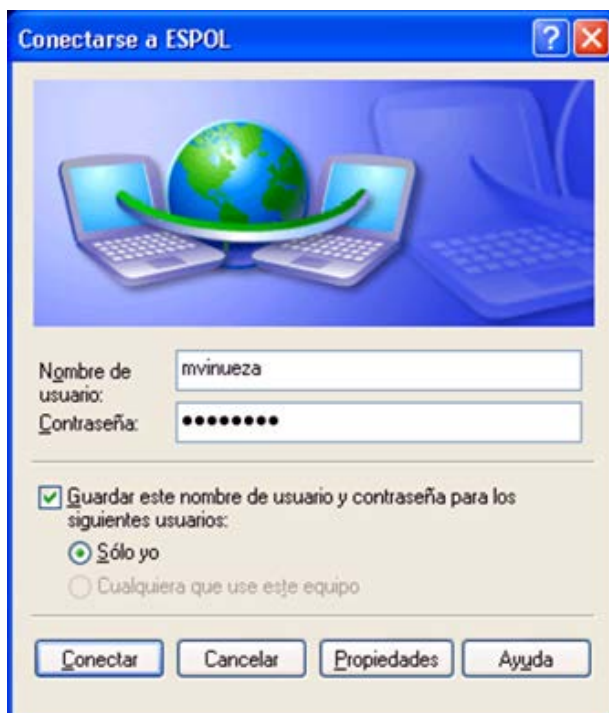 Conectarse a ESPOL
Nombre de
usuario:
mvinueza
Contraseña:
••••••••
Guardar este nombre de usuario y contraseña para los
siguientes usuarios:
Sólo yo
Cualquiera que use este equipo
Conectar
Cancelar
Propiedades
Ayuda